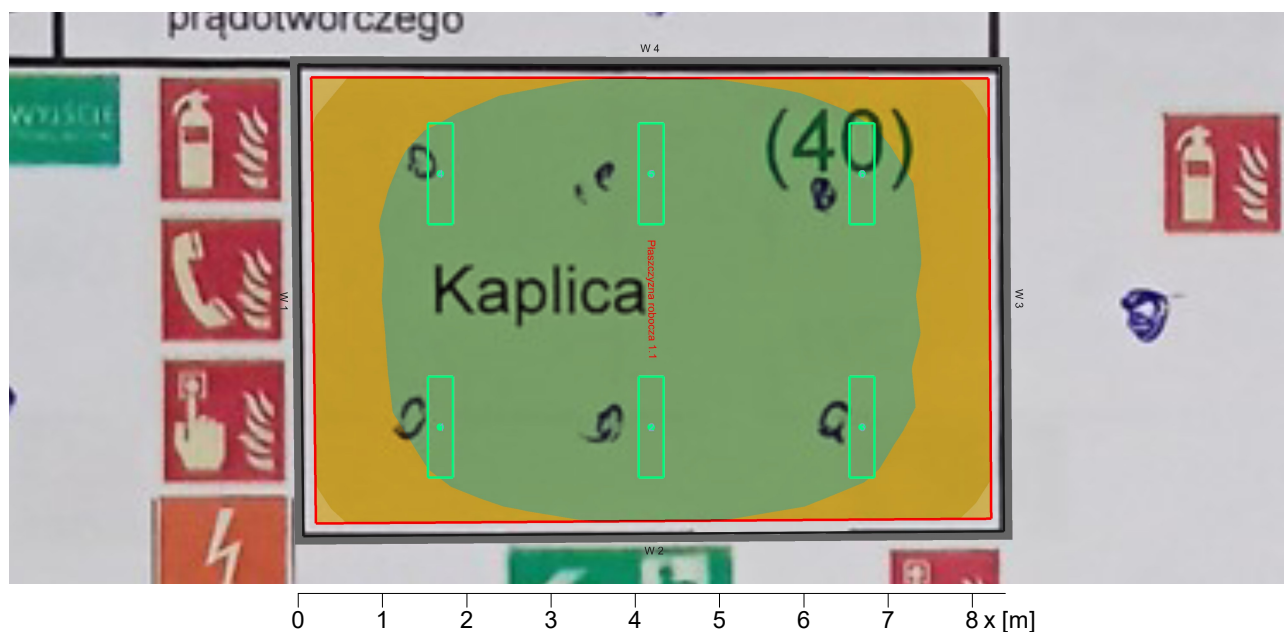 prądotwórczego
W 4
WYJŚCIE
(40)
Płaszczyzna robocza 1.1
Kaplica
W 1
W 3
W 2
0 1 2 3 4 5 6 7 8 x [m]